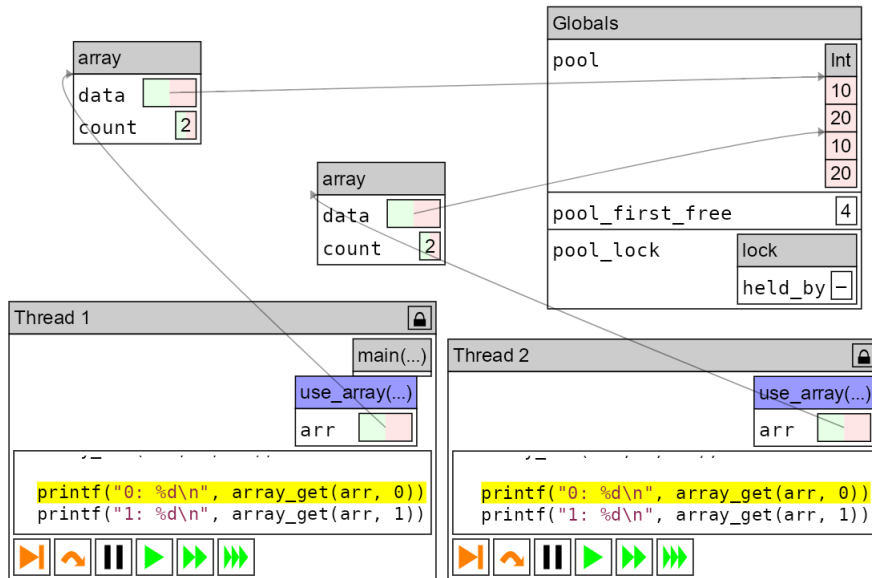 array
data
count 2
array
data
count 2
Globals
pool
Int
10
20
10
20
pool_first_free 4
pool_lock
lock
held_by –
Thread 1
main(...)
use_array(...)
arr
printf("0: %d\n", array_get(arr, 0))
printf("1: %d\n", array_get(arr, 1))
Thread 2
use_array(...)
arr
printf("0: %d\n", array_get(arr, 0))
printf("1: %d\n", array_get(arr, 1))